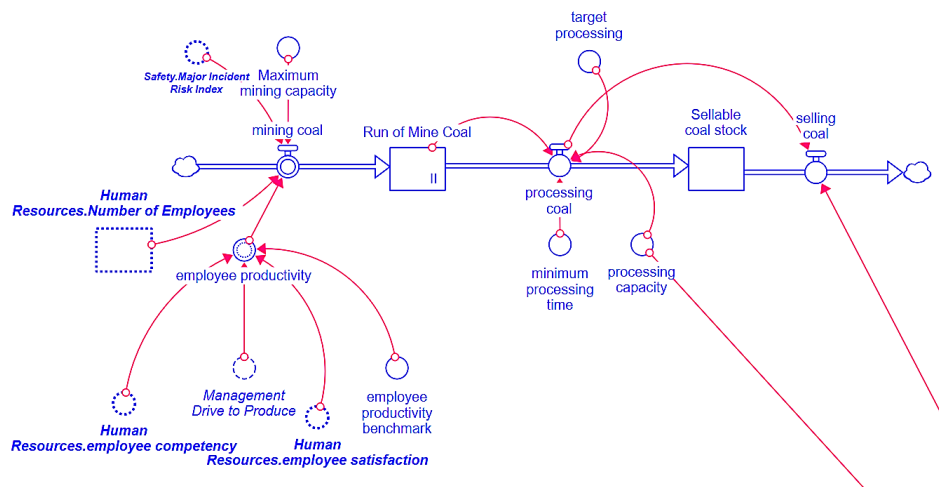 target
processing
Safety.Major Incident
Risk Index
Maximum
mining capacity
mining coal
Run of Mine Coal
Sellable
coal stock
selling
coal
II
processing
coal
Human
Resources.Number of Employees
employee productivity
minimum
processing
time
processing
capacity
Management
Drive to Produce
employee
productivity
benchmark
Human
Resources.employee competency
Human
Resources.employee satisfaction